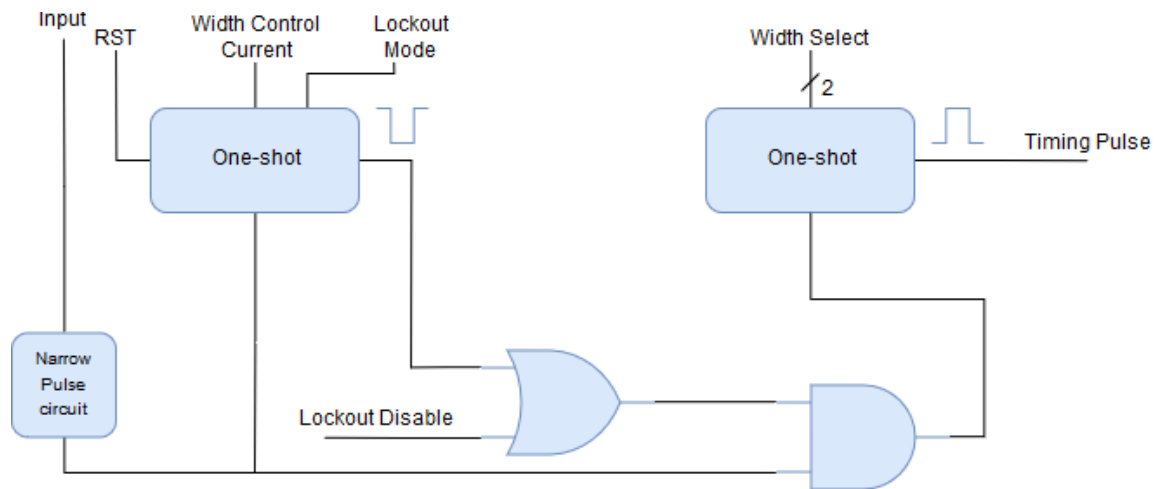 Input
RST
Width Control
Current
Lockout
Mode
Width Select
2
One-shot
One-shot
Timing Pulse
Narrow
Pulse
circuit
Lockout Disable